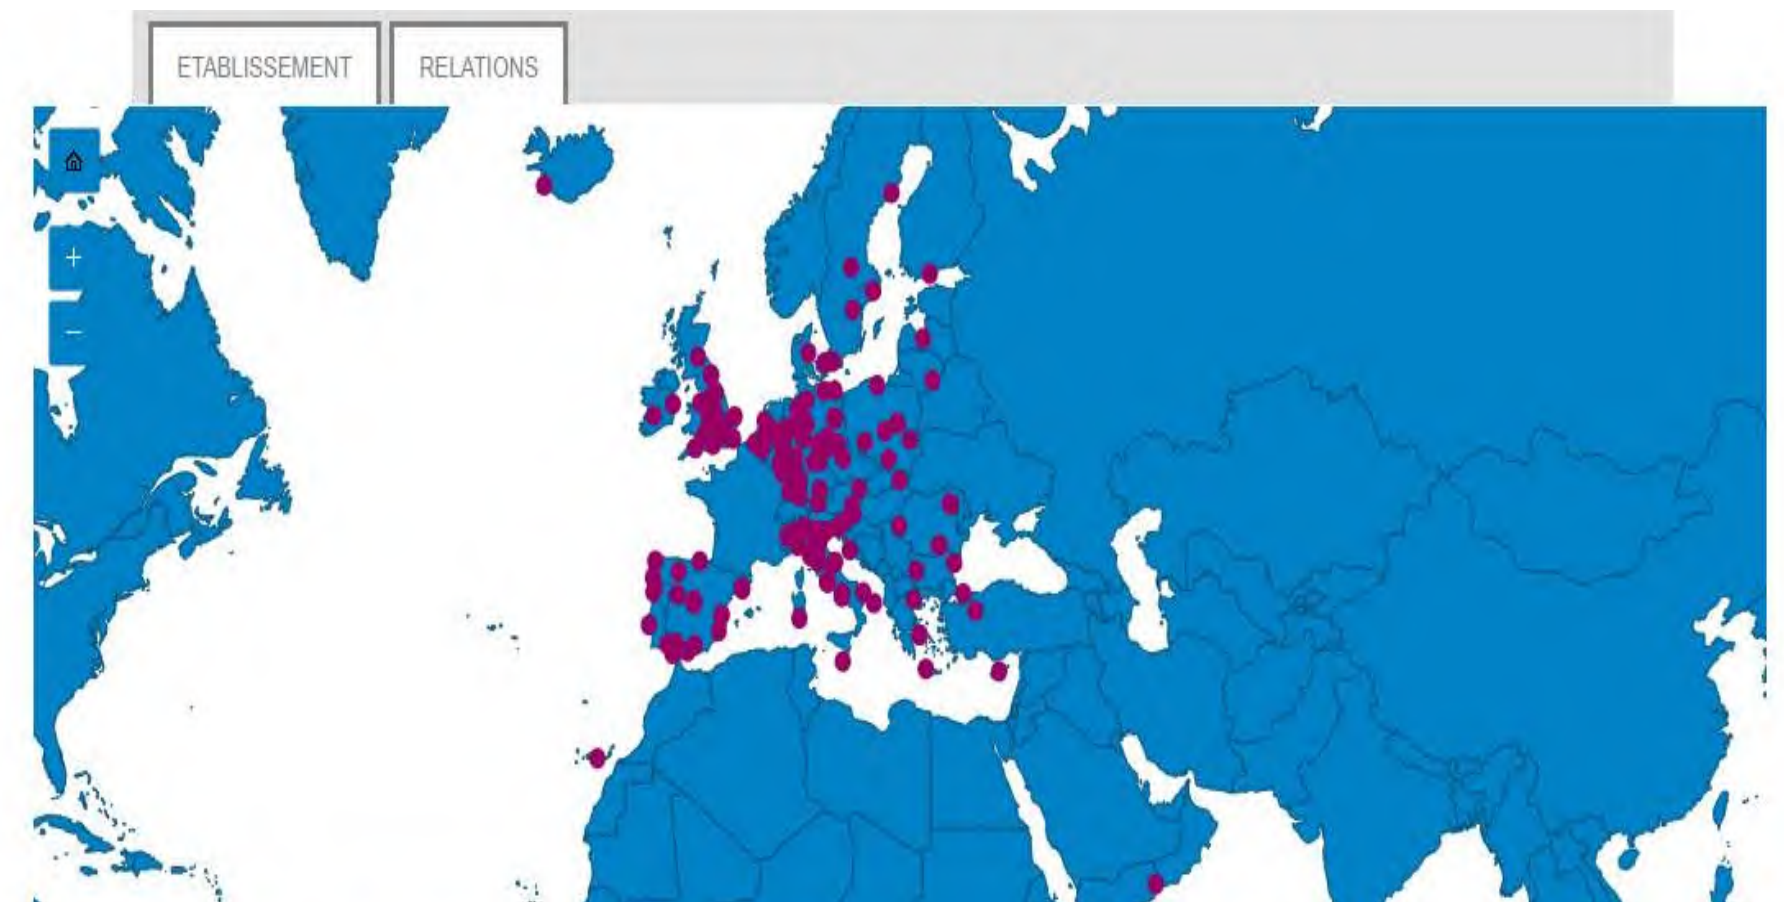 ETABLISSEMENT
RELATIONS
+
−